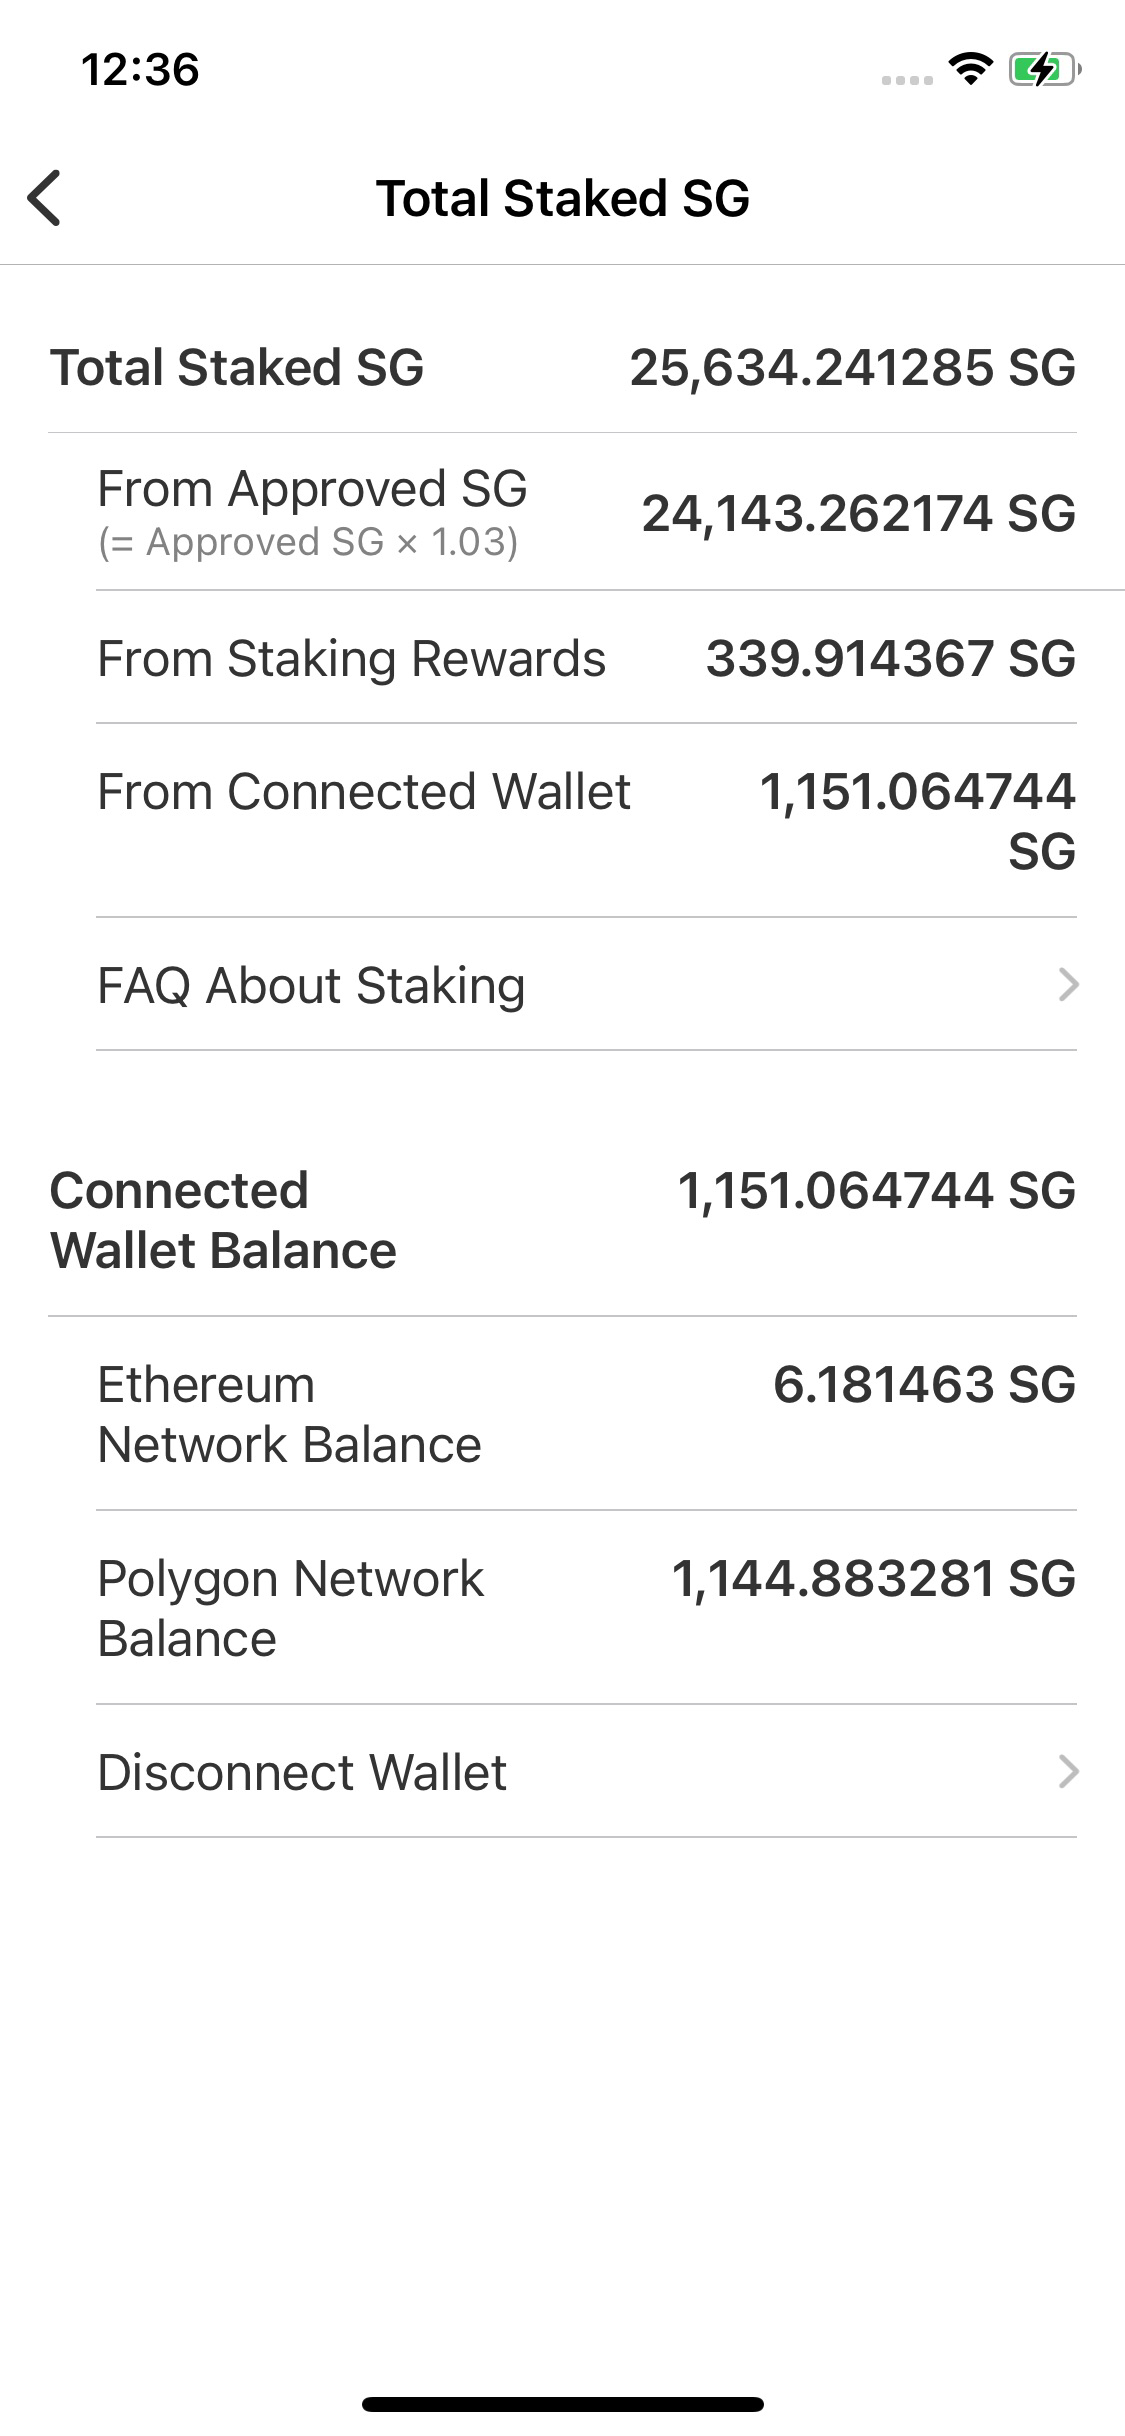 12:36
Total Staked SG
Total Staked SG 25,634.241285 SG
From Approved SG
(= Approved SG × 1.03)
24,143.262174 SG
From Staking Rewards 339.914367 SG
From Connected Wallet 1,151.064744
SG
FAQ About Staking
Connected 1,151.064744 SG
Wallet Balance
Ethereum 6.181463 SG
Network Balance
Polygon Network 1,144.883281 SG
Balance
Disconnect Wallet